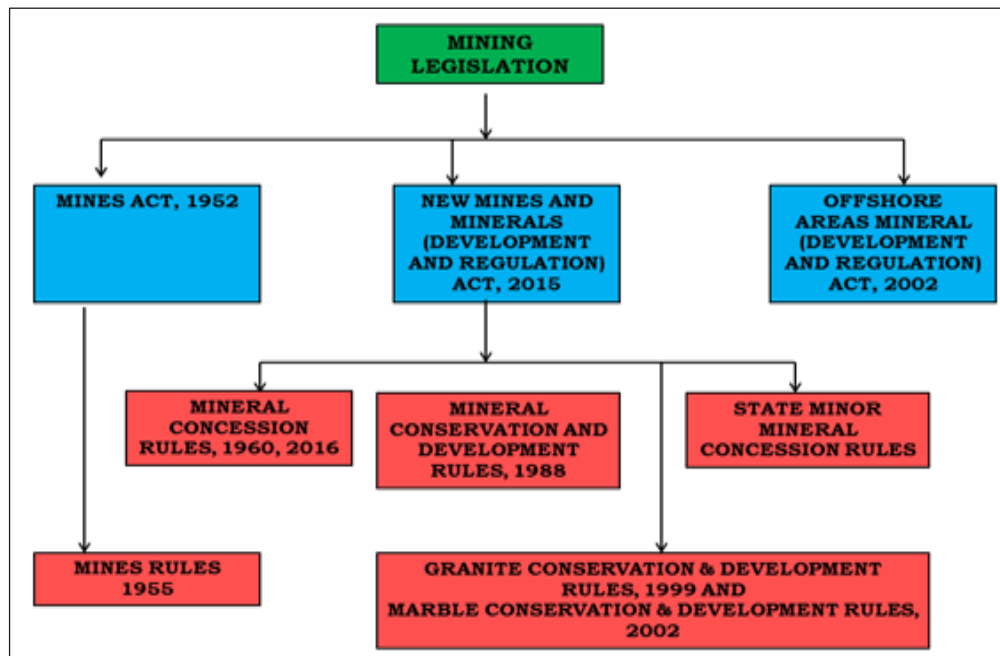 MINING
LEGISLATION
MINES ACT, 1952
NEW MINES AND
MINERALS
(DEVELOPMENT
AND REGULATION)
ACT, 2015
OFFSHORE
AREAS MINERAL
(DEVELOPMENT
AND REGULATION)
ACT, 2002
MINERAL
CONCESSION
RULES, 1960, 2016
MINERAL
CONSERVATION AND
DEVELOPMENT
RULES, 1988
STATE MINOR
MINERAL
CONCESSION RULES
MINES RULES
1955
GRANITE CONSERVATION & DEVELOPMENT
RULES, 1999 AND
MARBLE CONSERVATION & DEVELOPMENT RULES,
2002